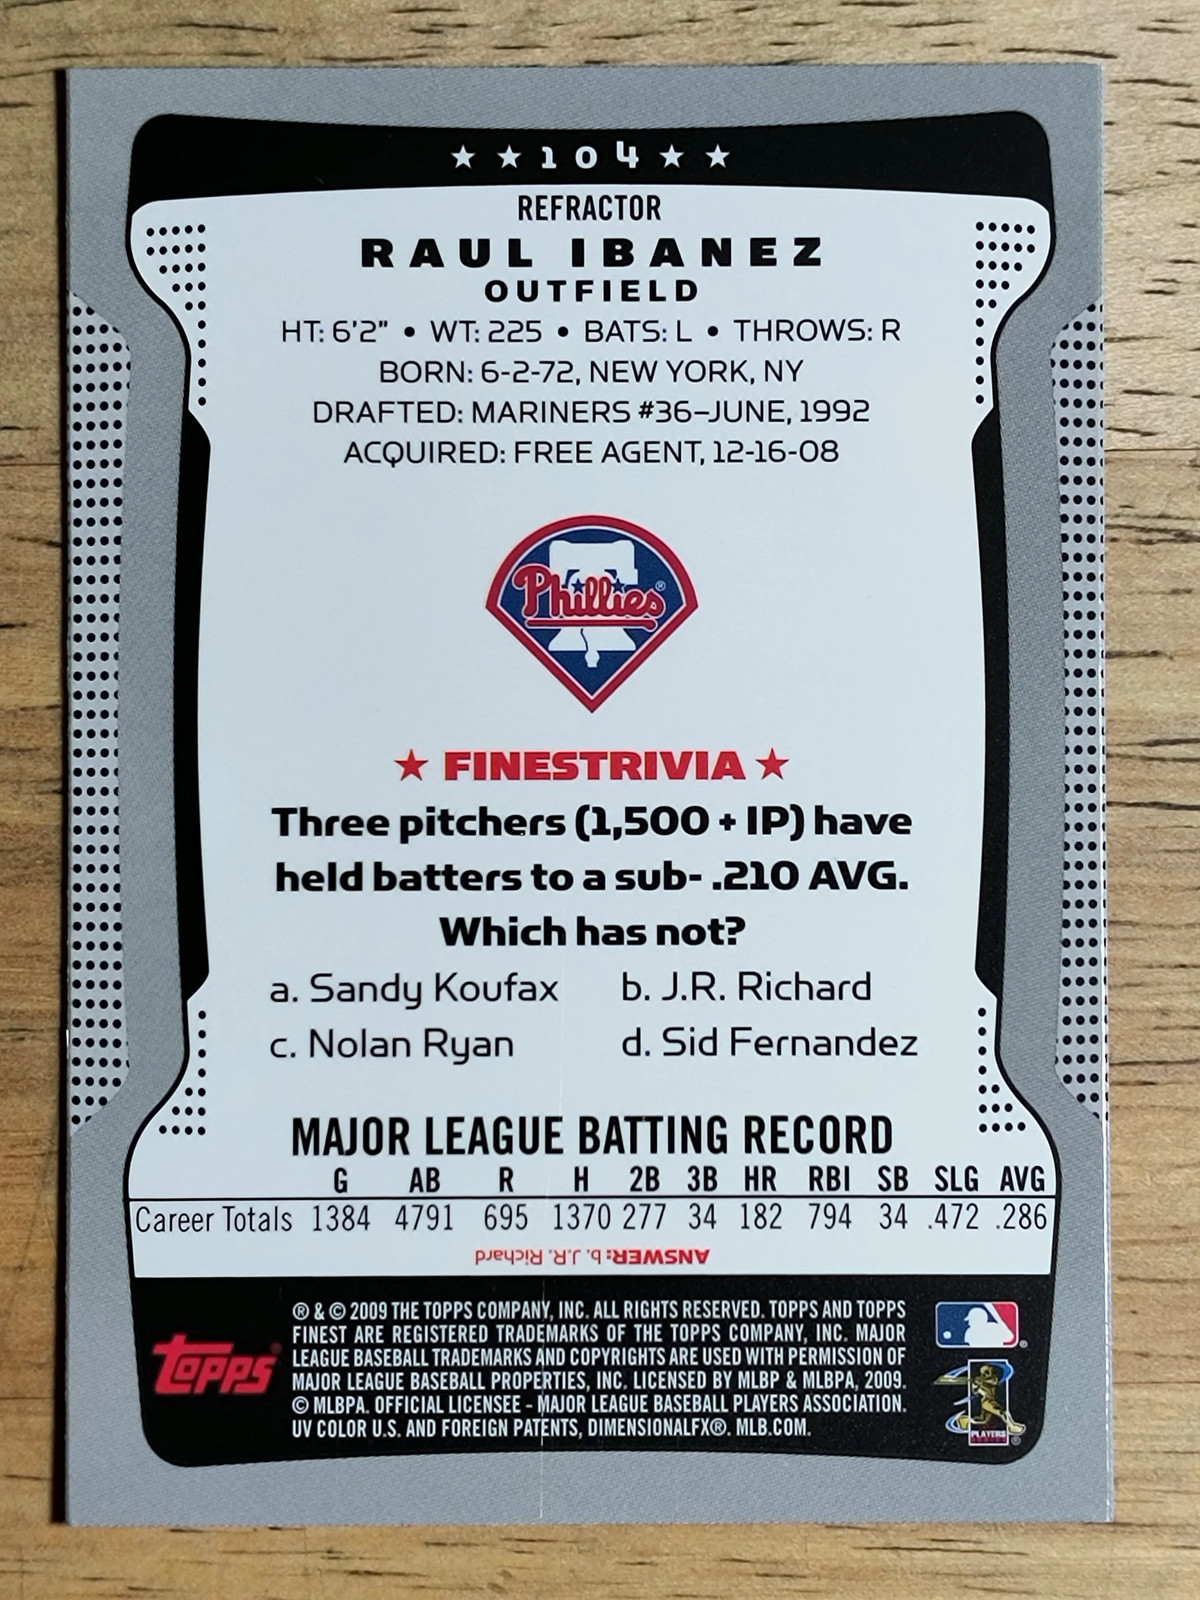 ★ ★ 104 ★ ★
REFRACTOR
RAUL IBANEZ
OUTFIELD
HT: 6'2" • WT: 225 • BATS: L • THROWS: R
BORN: 6-2-72, NEW YORK, NY
DRAFTED: MARINERS #36–JUNE, 1992
ACQUIRED: FREE AGENT, 12-16-08
Phillies®
★ FINESTRIVIA ★
Three pitchers (1,500 + IP) have
held batters to a sub- .210 AVG.
Which has not?
a. Sandy Koufax b. J.R. Richard
c. Nolan Ryan d. Sid Fernandez
MAJOR LEAGUE BATTING RECORD
G AB R H 2B 3B HR RBI SB SLG AVG
Career Totals 1384 4791 695 1370 277 34 182 794 34 .472 .286
ANSWER: b. J.R. Richard
Topps®
® & © 2009 THE TOPPS COMPANY, INC. ALL RIGHTS RESERVED. TOPPS AND TOPPS
FINEST ARE REGISTERED TRADEMARKS OF THE TOPPS COMPANY, INC. MAJOR
LEAGUE BASEBALL TRADEMARKS AND COPYRIGHTS ARE USED WITH PERMISSION OF
MAJOR LEAGUE BASEBALL PROPERTIES, INC. LICENSED BY MLBP & MLBPA, 2009.
© MLBPA. OFFICIAL LICENSEE – MAJOR LEAGUE BASEBALL PLAYERS ASSOCIATION.
UV COLOR U.S. AND FOREIGN PATENTS, DIMENSIONALFX®. MLB.COM.
PLAYERS